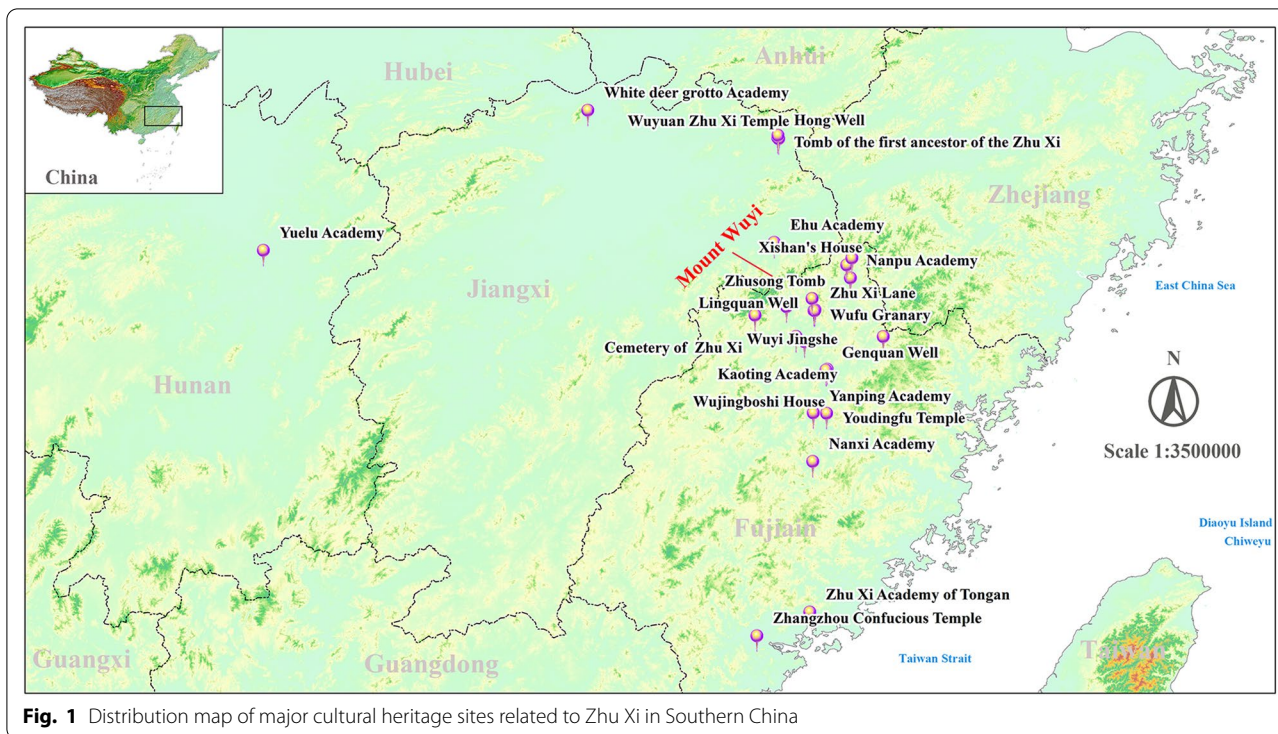 Hubei
Anhui
White deer grotto Academy
Wuyuan Zhu Xi Temple Hong Well
Tomb of the first ancestor of the Zhu Xi
China
Zhejiang
Yuelu Academy
Ehu Academy
Mount Wuyi
Xishan's House
Nanpu Academy
Jiangxi
Zhusong Tomb
East China Sea
Zhu Xi Lane
Lingquan Well
Wufu Granary
Wuyi Jingshe
Cemetery of Zhu Xi
Genquan Well
N
Hunan
Kaoting Academy
Wujingboshi House
Yanping Academy
Youdingfu Temple
Nanxi Academy
Scale 1:3500000
Fujiain
Diaoyu Island
Chiweyu
Zhu Xi Academy of Tongan
Zhangzhou Confucious Temple
Guangxi
Guangdong
Taiwan Strait
Taiwan
Fig. 1 Distribution map of major cultural heritage sites related to Zhu Xi in Southern China